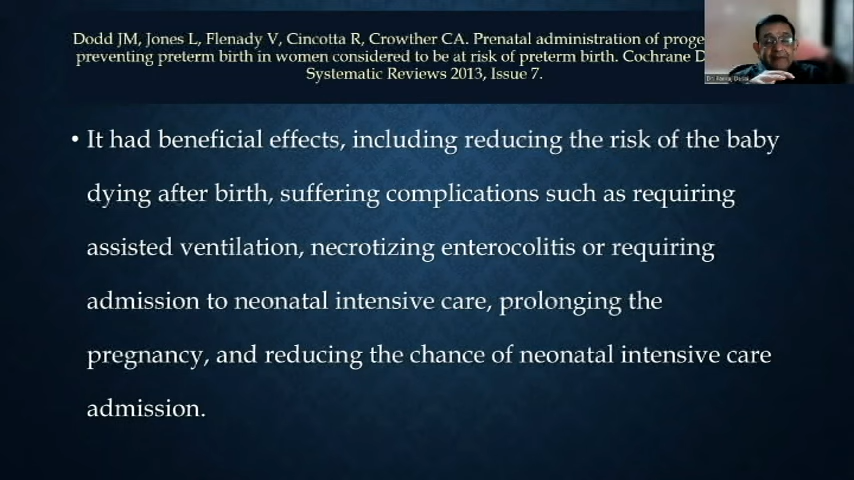 Dodd JM, Jones L, Flenady V, Cincotta R, Crowther CA. Prenatal administration of
preventing preterm birth in women considered to be at risk of preterm birth. Cochrane
Systematic Reviews 2013, Issue 7.
• It had beneficial effects, including reducing the risk of the baby
dying after birth, suffering complications such as requiring
assisted ventilation, necrotizing enterocolitis or requiring
admission to neonatal intensive care, prolonging the
pregnancy, and reducing the chance of neonatal intensive care
admission.